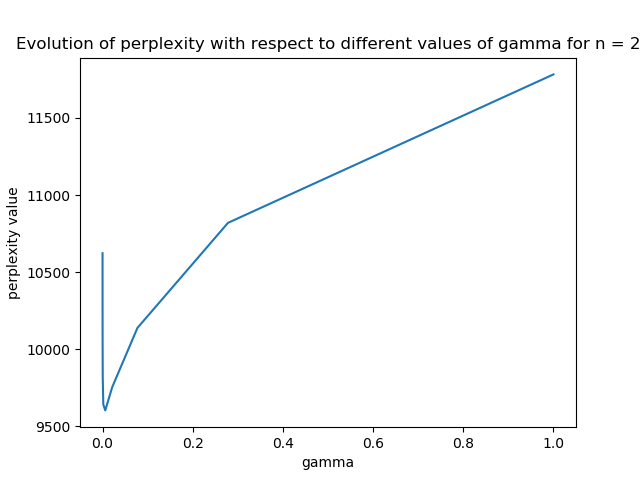 Evolution of perplexity with respect to different values of gamma for n = 2
11500
11000
10500
10000
9500
perplexity value
0.0 0.2 0.4 0.6 0.8 1.0
gamma